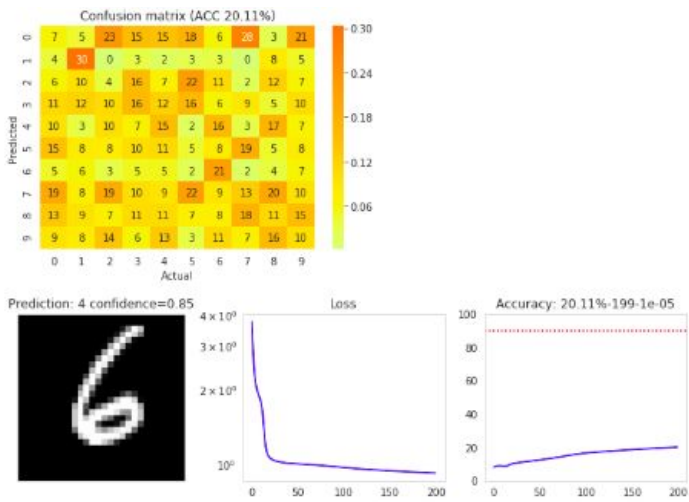 Confusion matrix (ACC 20.11%)
0 7 5 23 15 15 18 6 28 3 21
1 4 30 0 3 2 3 3 0 8 5
2 6 10 4 16 7 22 11 2 12 7
3 11 12 10 16 12 16 6 9 5 10
4 10 3 10 7 15 2 16 3 17 7
5 15 8 8 10 11 5 8 19 5 8
6 5 6 3 5 5 2 21 2 4 7
7 19 8 19 10 9 22 9 13 20 10
8 13 9 7 11 11 7 8 18 11 15
9 9 8 14 6 13 3 11 7 16 10
0 1 2 3 4 5 6 7 8 9
Predicted
Actual
0.30
0.24
0.18
0.12
0.06
Prediction: 4 confidence=0.85
6
Loss
4 × 10⁰
3 × 10⁰
2 × 10⁰
10⁰
0 50 100 150 200
Accuracy: 20.11%-199-1e-05
100
80
60
40
20
0
0 50 100 150 200